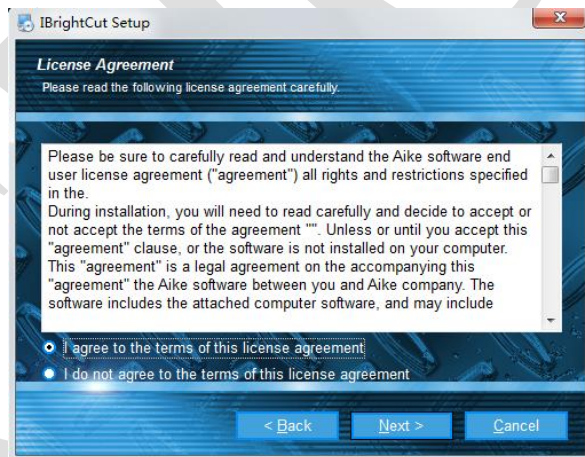 IBrightCut Setup
License Agreement
Please read the following license agreement carefully.
Please be sure to carefully read and understand the Aike software end
user license agreement ("agreement") all rights and restrictions specified
in the.
During installation, you will need to read carefully and decide to accept or
not accept the terms of the agreement "". Unless or until you accept this
"agreement" clause, or the software is not installed on your computer.
This "agreement" is a legal agreement on the accompanying this
"agreement" the Aike software between you and Aike company. The
software includes the attached computer software, and may include
I agree to the terms of this license agreement
I do not agree to the terms of this license agreement
< Back Next > Cancel